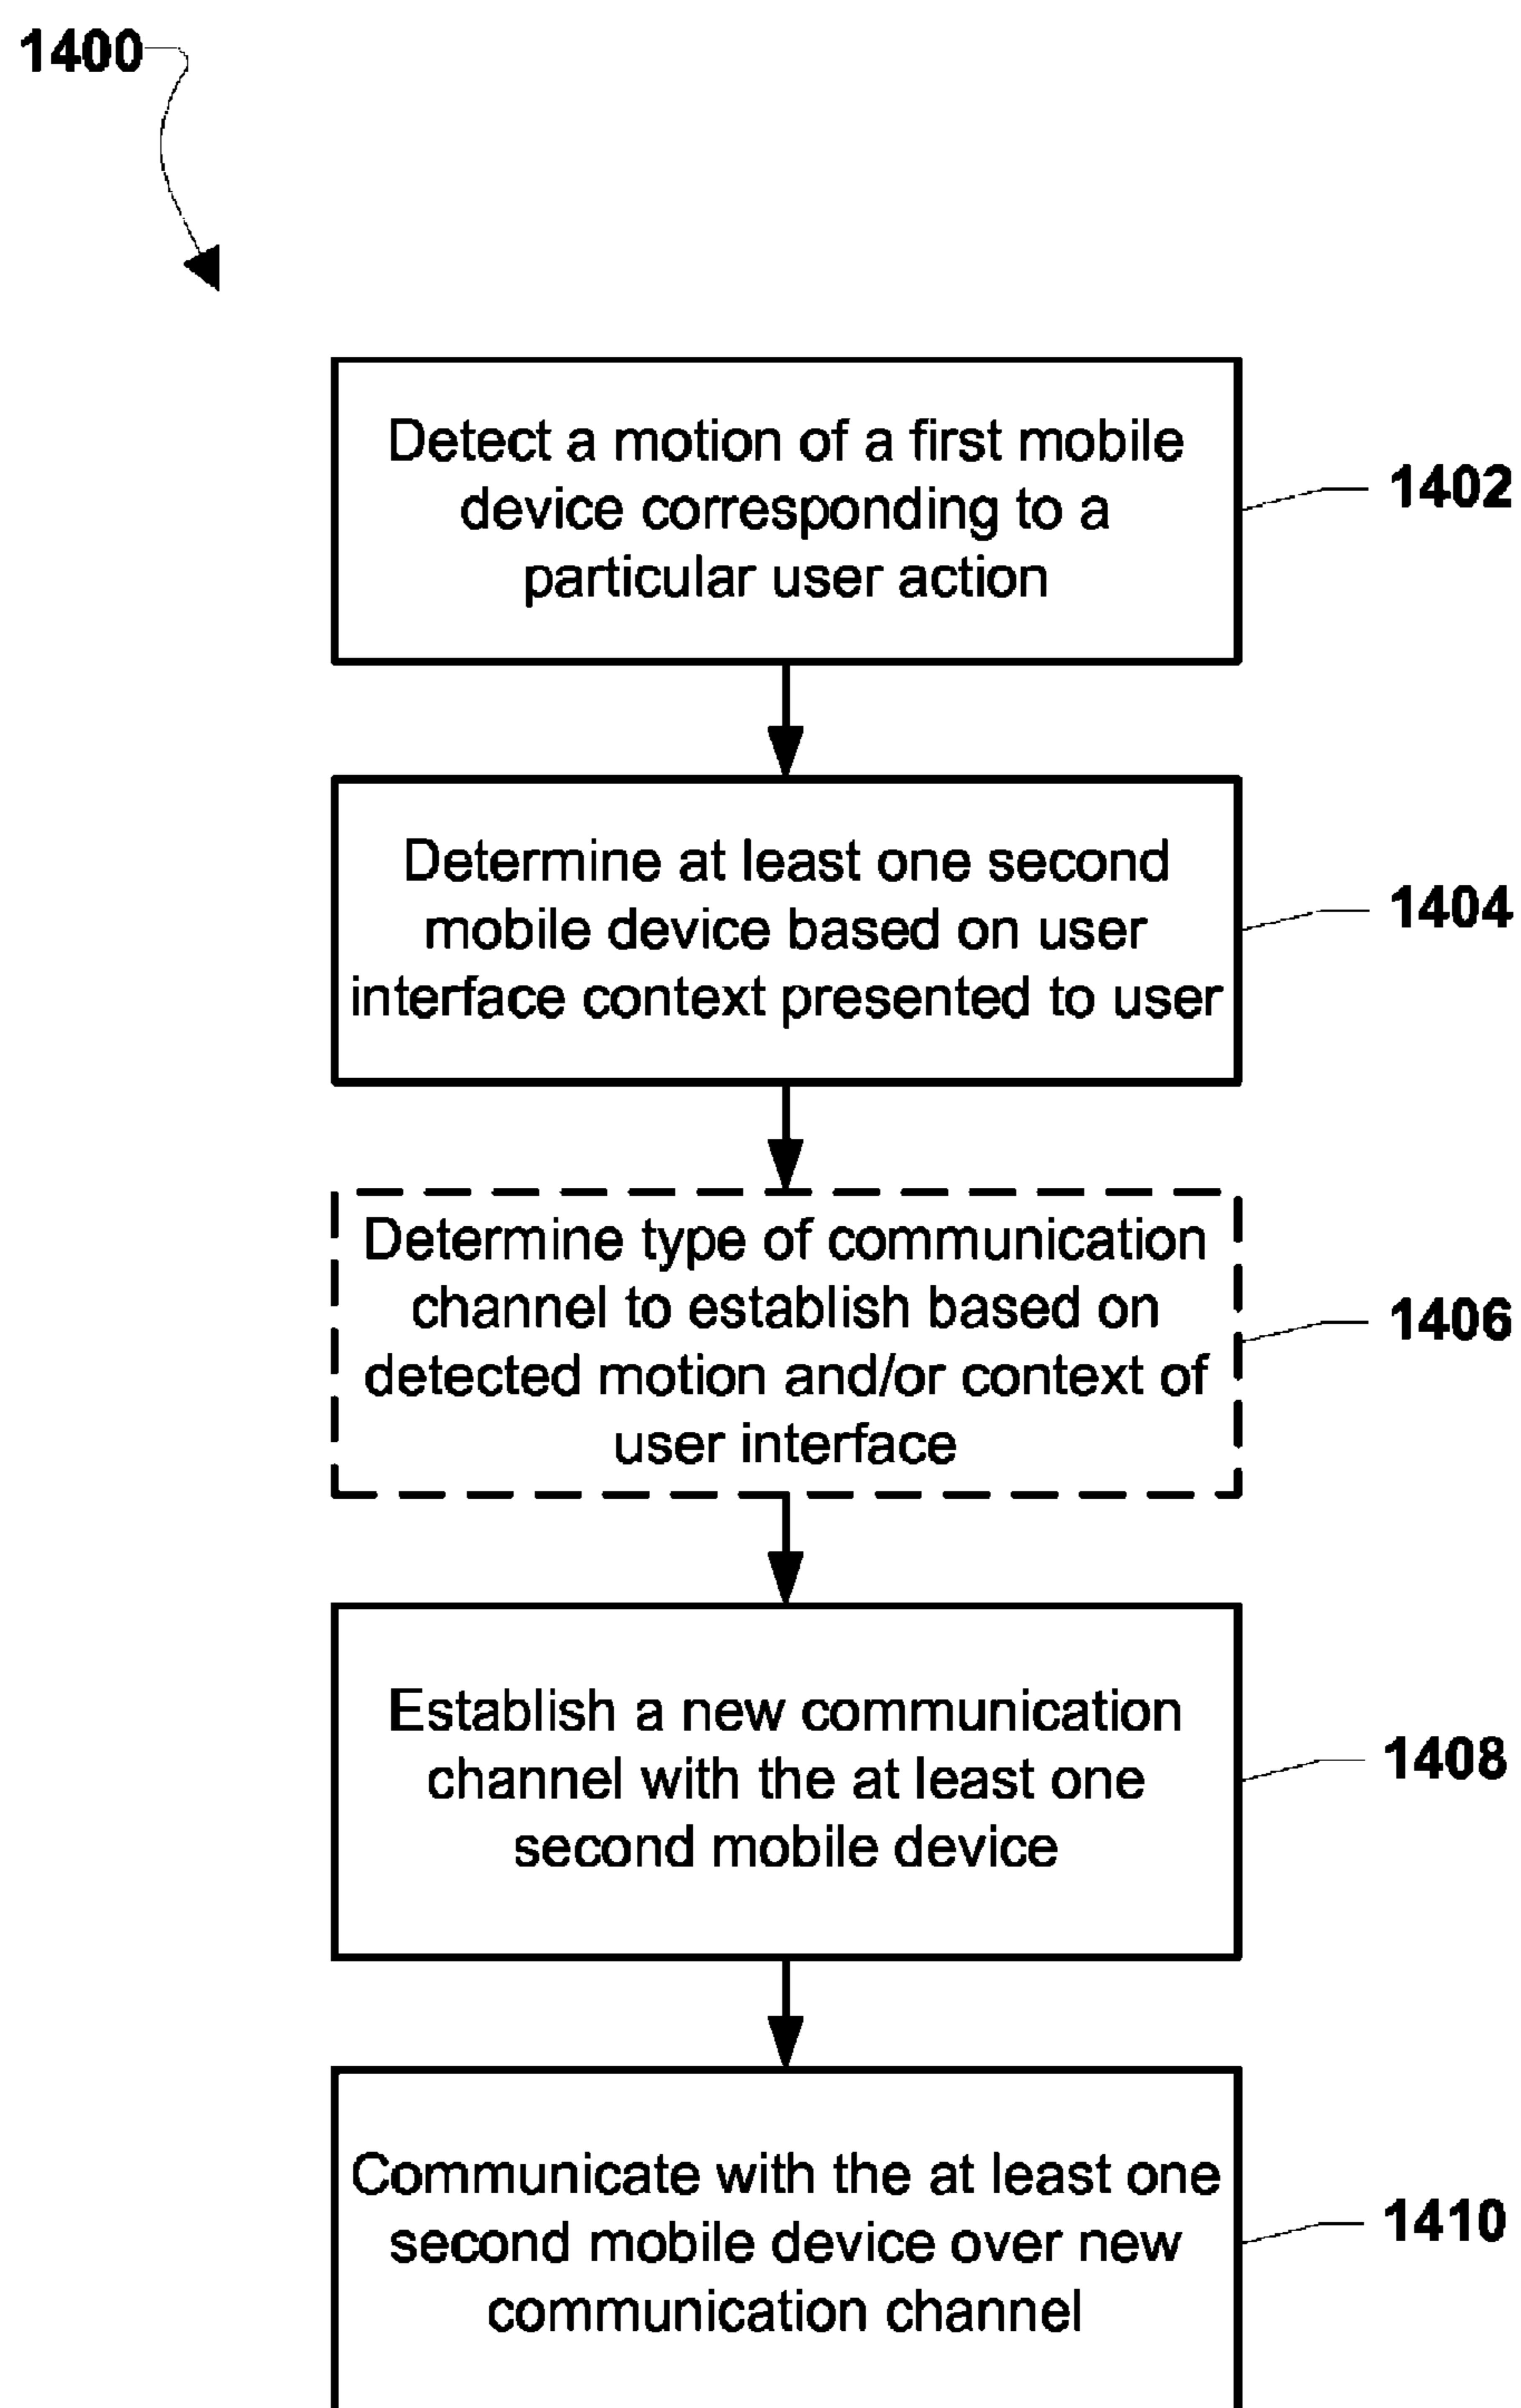 1400
Detect a motion of a first mobile
device corresponding to a
particular user action
1402
Determine at least one second
mobile device based on user
interface context presented to user
1404
Determine type of communication
channel to establish based on
detected motion and/or context of
user interface
1406
Establish a new communication
channel with the at least one
second mobile device
1408
Communicate with the at least one
second mobile device over new
communication channel
1410